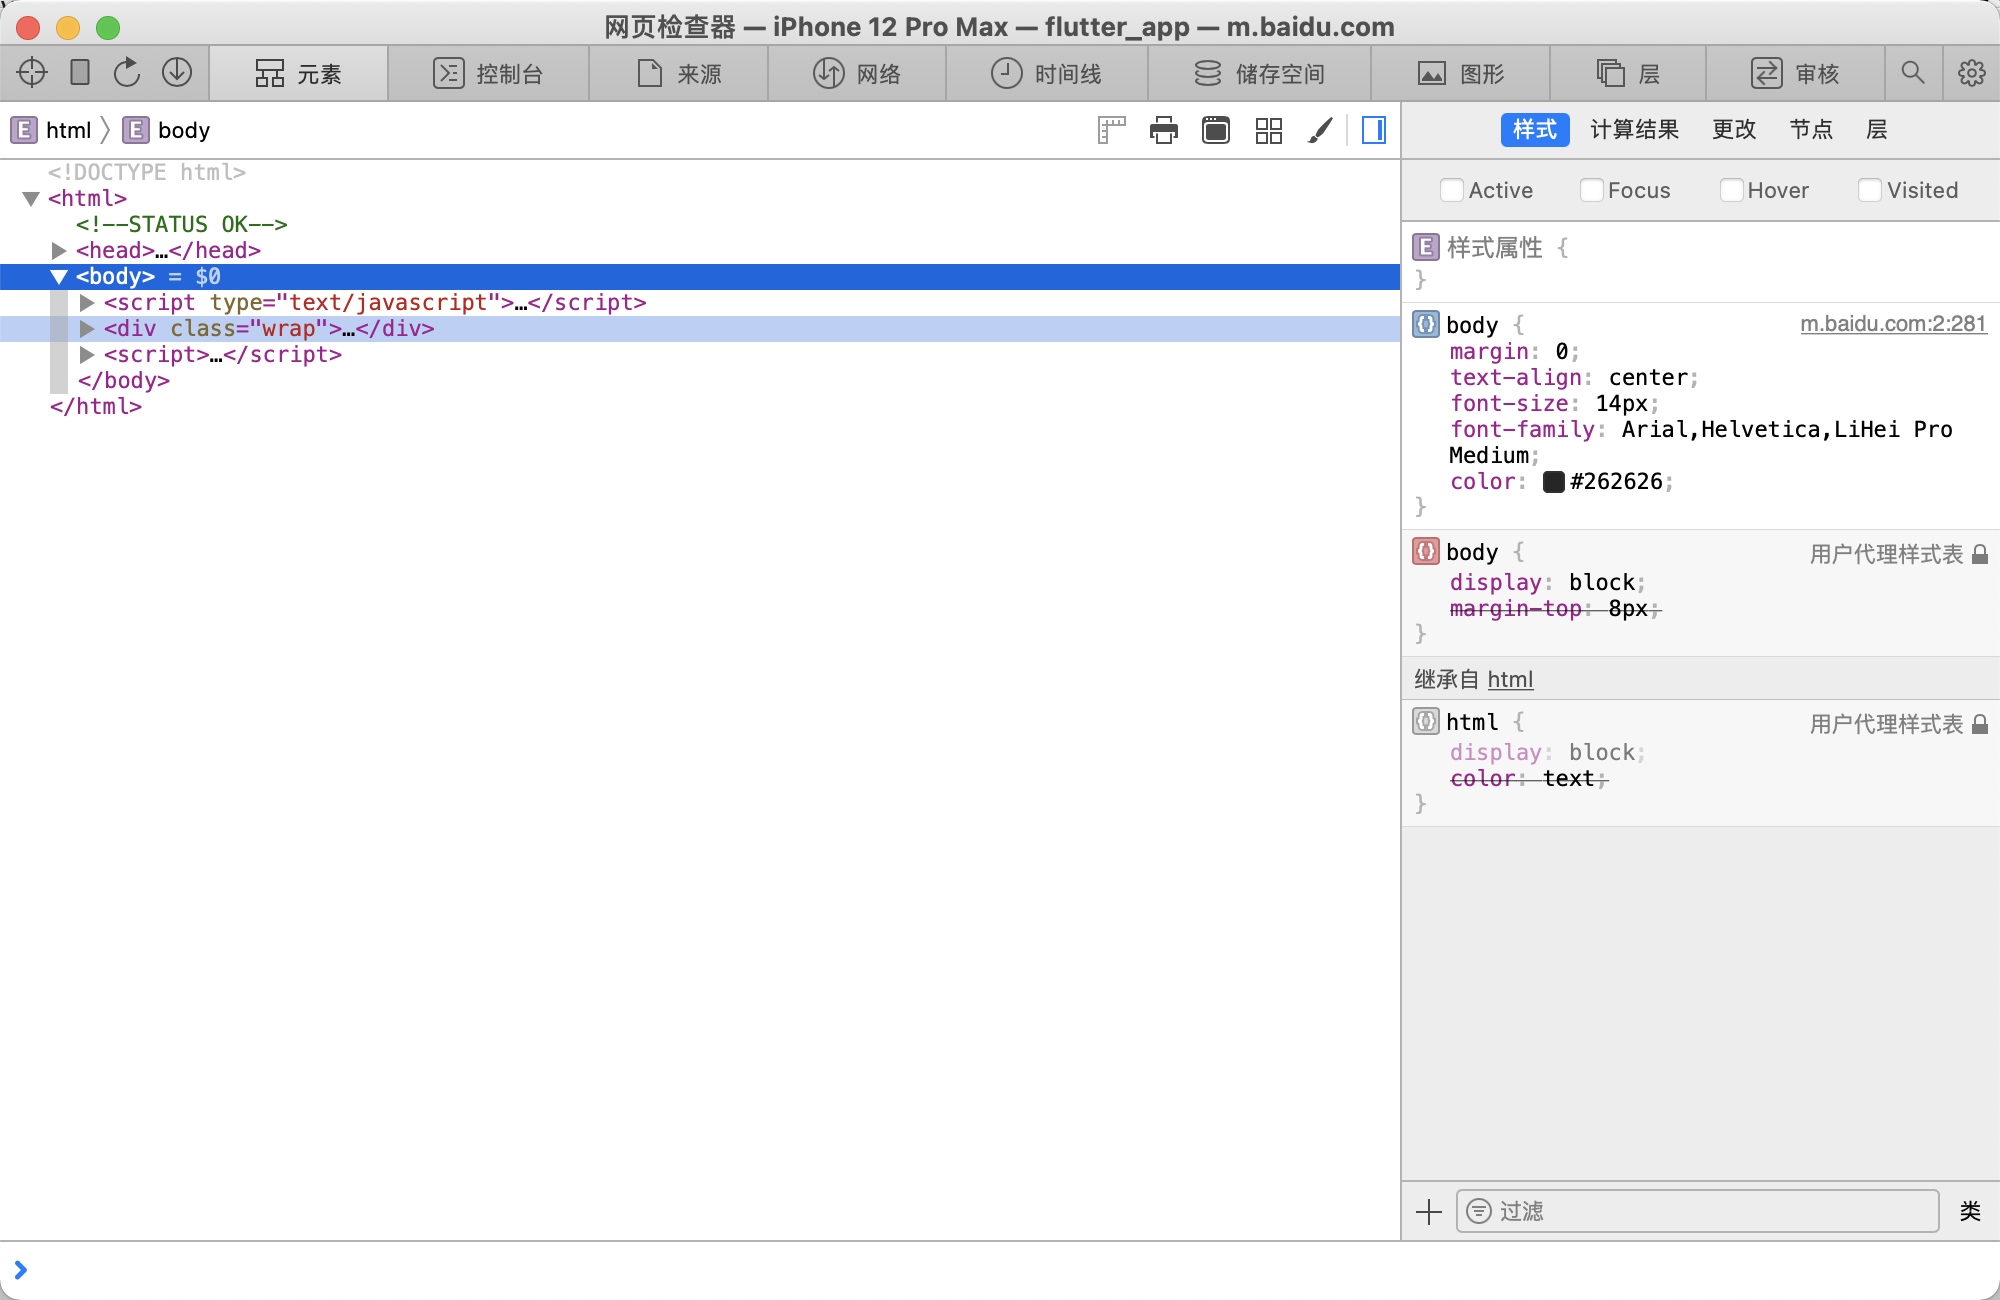 网页检查器 — iPhone 12 Pro Max — flutter_app — m.baidu.com
元素 控制台 来源 网络 时间线 储存空间 图形 层 审核
E html E body
样式 计算结果 更改 节点 层
<!DOCTYPE html>
<html>
<!--STATUS OK-->
<head>…</head>
<body> = $0
<script type="text/javascript">…</script>
<div class="wrap">…</div>
<script>…</script>
</body>
</html>
Active Focus Hover Visited
E 样式属性 {
}
{} body { m.baidu.com:2:281
margin: 0;
text-align: center;
font-size: 14px;
font-family: Arial,Helvetica,LiHei Pro
Medium;
color: #262626;
}
{} body { 用户代理样式表
display: block;
margin-top: 8px;
}
继承自 html
{} html { 用户代理样式表
display: block;
color: text;
}
过滤 类